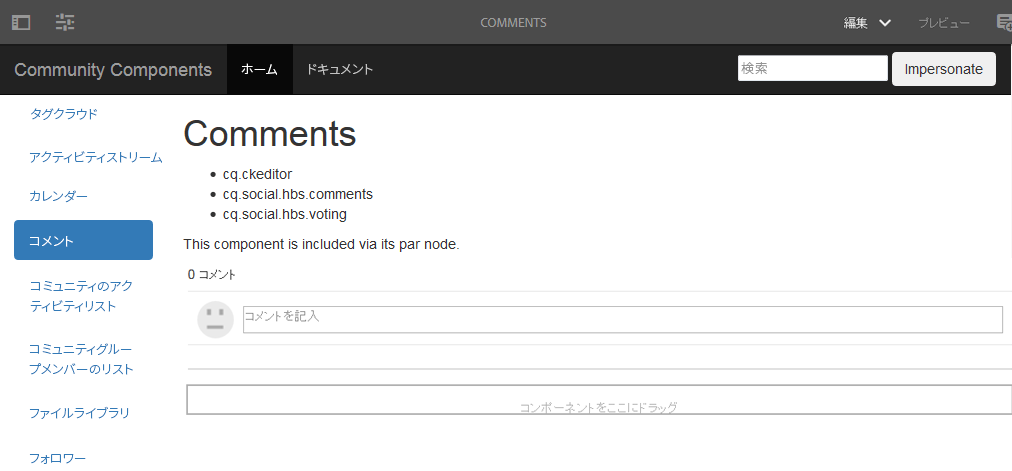 COMMENTS
編集
プレビュー
Community Components
ホーム
ドキュメント
検索
Impersonate
タグクラウド
アクティビティストリーム
カレンダー
コメント
コミュニティのアク
ティビティリスト
コミュニティグルー
プメンバーのリスト
ファイルライブラリ
フォロワー
Comments
cq.ckeditor
cq.social.hbs.comments
cq.social.hbs.voting
This component is included via its par node.
0 コメント
コメントを記入
コンポーネントをここにドラッグ